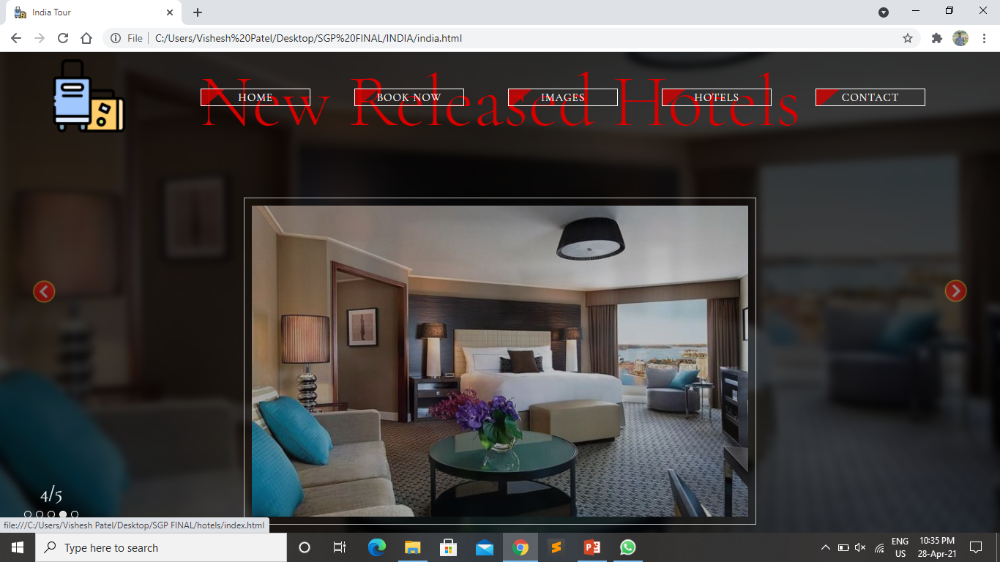 India Tour
File
C:/Users/Vishesh%20Patel/Desktop/SGP%20FINAL/INDIA/india.html
New Released Hotels
HOME BOOK NOW IMAGES HOTELS CONTACT
4/5
file:///C:/Users/Vishesh Patel/Desktop/SGP FINAL/hotels/index.html
Type here to search
ENG
US
10:35 PM
28-Apr-21